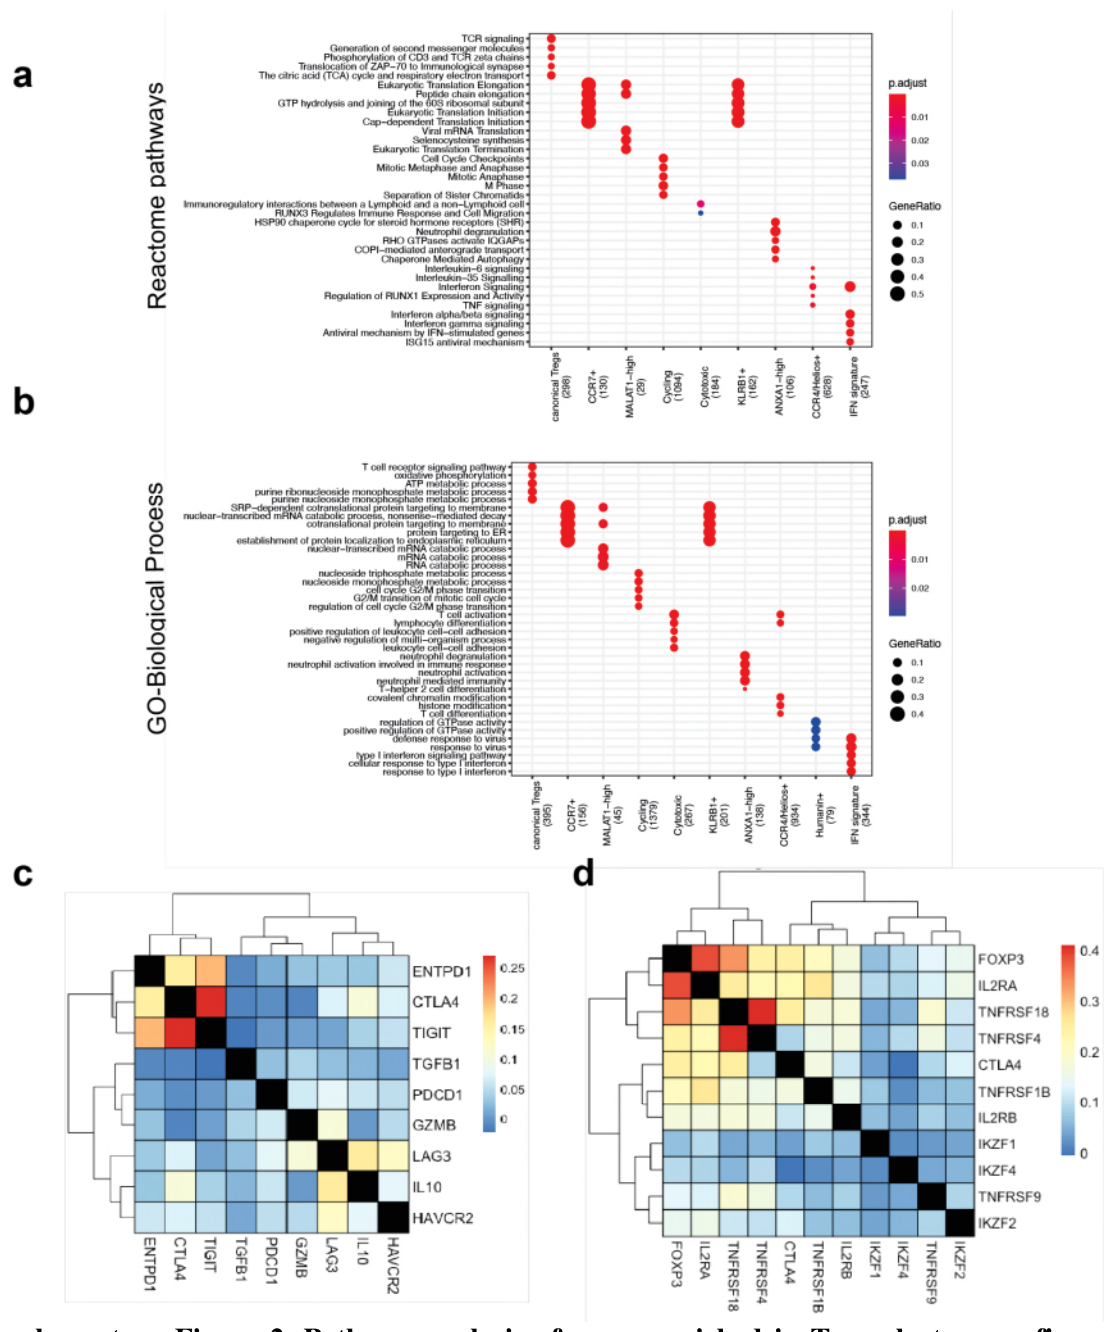 a
Reactome pathways
TCR signaling
Generation of second messenger molecules
Phosphorylation of CD3 and TCR zeta chains
Translocation of ZAP-70 to Immunological synapse
The citric acid (TCA) cycle and respiratory electron transport
Eukaryotic Translation Elongation
Peptide chain elongation
GTP hydrolysis and joining of the 60S ribosomal subunit
Eukaryotic Translation Initiation
Cap-dependent Translation Initiation
Viral mRNA Translation
Selenocysteine synthesis
Eukaryotic Translation Termination
Cell Cycle Checkpoints
Mitotic Metaphase and Anaphase
Mitotic Anaphase
M Phase
Separation of Sister Chromatids
Immunoregulatory interactions between a Lymphoid and a non-Lymphoid cell
RUNX3 Regulates Immune Response and Cell Migration
HSP90 chaperone cycle for steroid hormone receptors (SHR)
Neutrophil degranulation
RHO GTPases activate IQGAPs
COPI-mediated anterograde transport
Chaperone Mediated Autophagy
Interleukin-6 signaling
Interleukin-35 Signalling
Interferon Signaling
Regulation of RUNX1 Expression and Activity
TNF signaling
Interferon alpha/beta signaling
Interferon gamma signaling
Antiviral mechanism by IFN-stimulated genes
ISG15 antiviral mechanism
canonical Tregs (298)
CCR7+ (130)
MALAT1-high (29)
Cycling (1094)
Cytotoxic (184)
KLRB1+ (162)
ANXA1-high (106)
CCR4/Helios+ (628)
IFN signature (247)
p.adjust
0.01
0.02
0.03
GeneRatio
0.1
0.2
0.3
0.4
0.5
b
GO-Biological Process
T cell receptor signaling pathway
oxidative phosphorylation
ATP metabolic process
purine ribonucleoside monophosphate metabolic process
purine nucleoside monophosphate metabolic process
SRP-dependent cotranslational protein targeting to membrane
nuclear-transcribed mRNA catabolic process, nonsense-mediated decay
cotranslational protein targeting to membrane
protein targeting to ER
establishment of protein localization to endoplasmic reticulum
nuclear-transcribed mRNA catabolic process
mRNA catabolic process
RNA catabolic process
nucleoside triphosphate metabolic process
nucleoside monophosphate metabolic process
cell cycle G2/M phase transition
G2/M transition of mitotic cell cycle
regulation of cell cycle G2/M phase transition
T cell activation
lymphocyte differentiation
positive regulation of leukocyte cell-cell adhesion
negative regulation of multi-organism process
leukocyte cell-cell adhesion
neutrophil degranulation
neutrophil activation involved in immune response
neutrophil activation
neutrophil mediated immunity
T-helper 2 cell differentiation
covalent chromatin modification
histone modification
T cell differentiation
regulation of GTPase activity
positive regulation of GTPase activity
defense response to virus
response to virus
type I interferon signaling pathway
cellular response to type I interferon
response to type I interferon
canonical Tregs (395)
CCR7+ (156)
MALAT1-high (45)
Cycling (1379)
Cytotoxic (267)
KLRB1+ (201)
ANXA1-high (138)
CCR4/Helios+ (934)
Humanin+ (79)
IFN signature (344)
p.adjust
0.01
0.02
GeneRatio
0.1
0.2
0.3
0.4
c
ENTPD1
CTLA4
TIGIT
TGFB1
PDCD1
GZMB
LAG3
IL10
HAVCR2
ENTPD1
CTLA4
TIGIT
TGFB1
PDCD1
GZMB
LAG3
IL10
HAVCR2
0.25
0.2
0.15
0.1
0.05
0
d
FOXP3
IL2RA
TNFRSF18
TNFRSF4
CTLA4
TNFRSF1B
IL2RB
IKZF1
IKZF4
TNFRSF9
IKZF2
FOXP3
IL2RA
TNFRSF18
TNFRSF4
CTLA4
TNFRSF1B
IL2RB
IKZF1
IKZF4
TNFRSF9
IKZF2
0.4
0.3
0.2
0.1
0